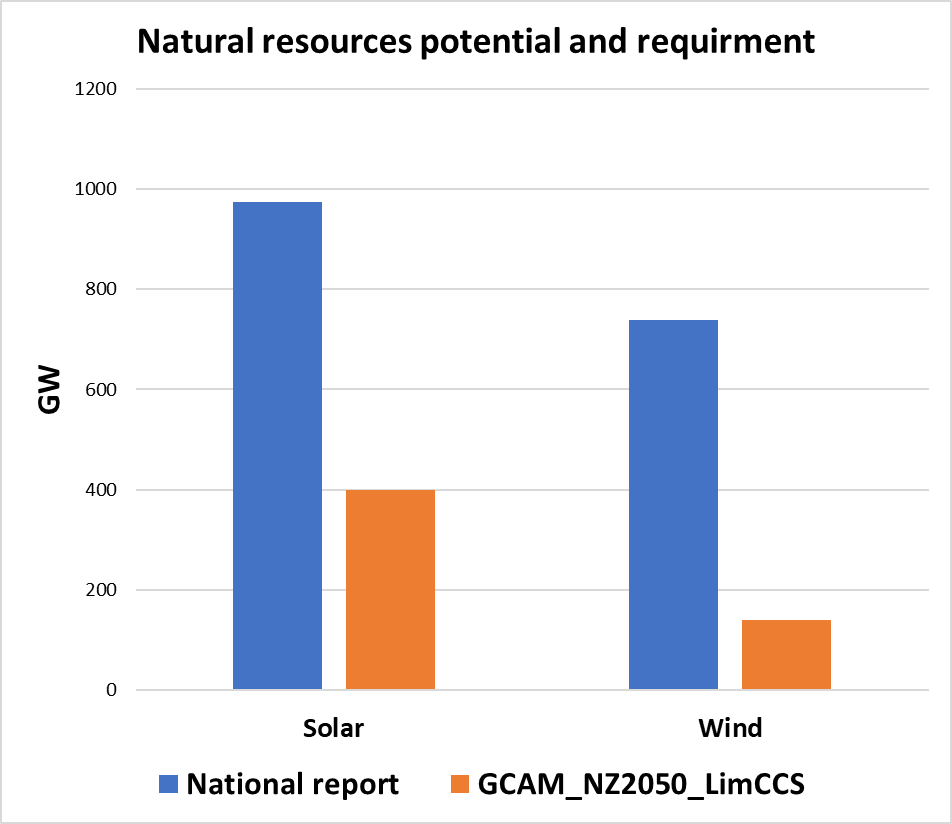 Natural resources potential and requirment
1200
1000
800
600
400
200
0
GW
Solar Wind
National report GCAM_NZ2050_LimCCS